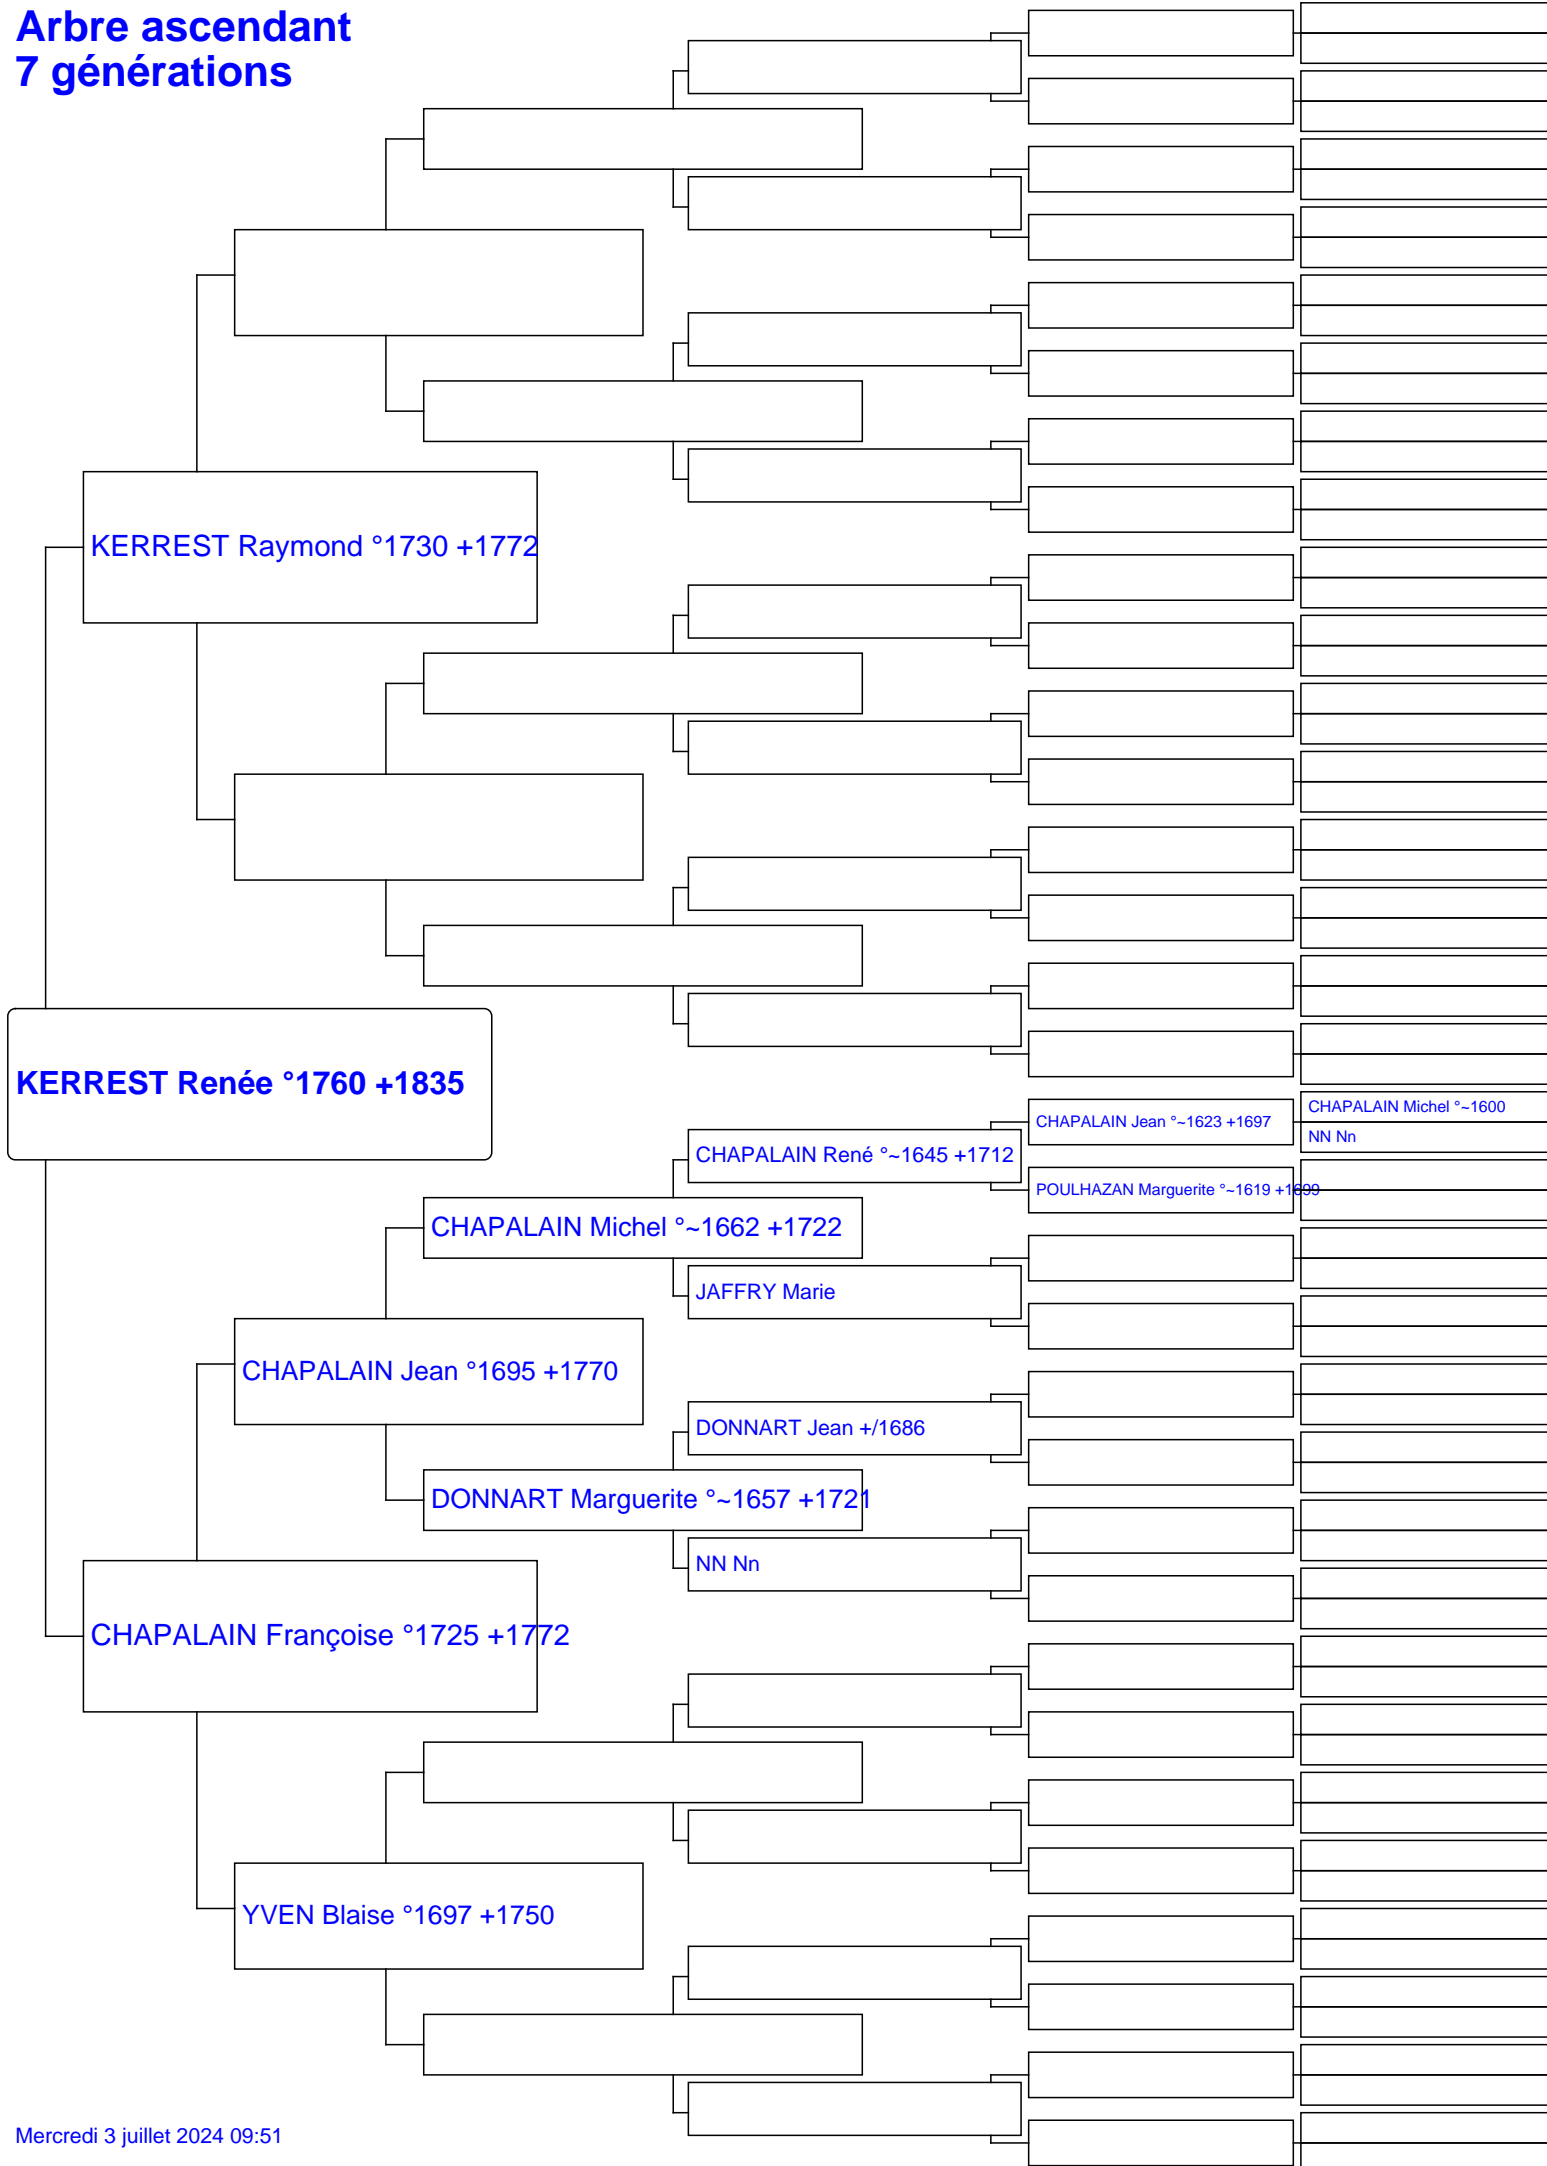 Arbre ascendant
7 générations
KERREST Raymond °1730 +1772
KERREST Renée °1760 +1835
CHAPALAIN Michel °~1600
CHAPALAIN Jean °~1623 +1697
NN Nn
CHAPALAIN René °~1645 +1712
POULHAZAN Marguerite °~1619 +1699
CHAPALAIN Michel °~1662 +1722
JAFFRY Marie
CHAPALAIN Jean °1695 +1770
DONNART Jean +/1686
DONNART Marguerite °~1657 +1721
NN Nn
CHAPALAIN Françoise °1725 +1772
YVEN Blaise °1697 +1750
Mercredi 3 juillet 2024 09:51